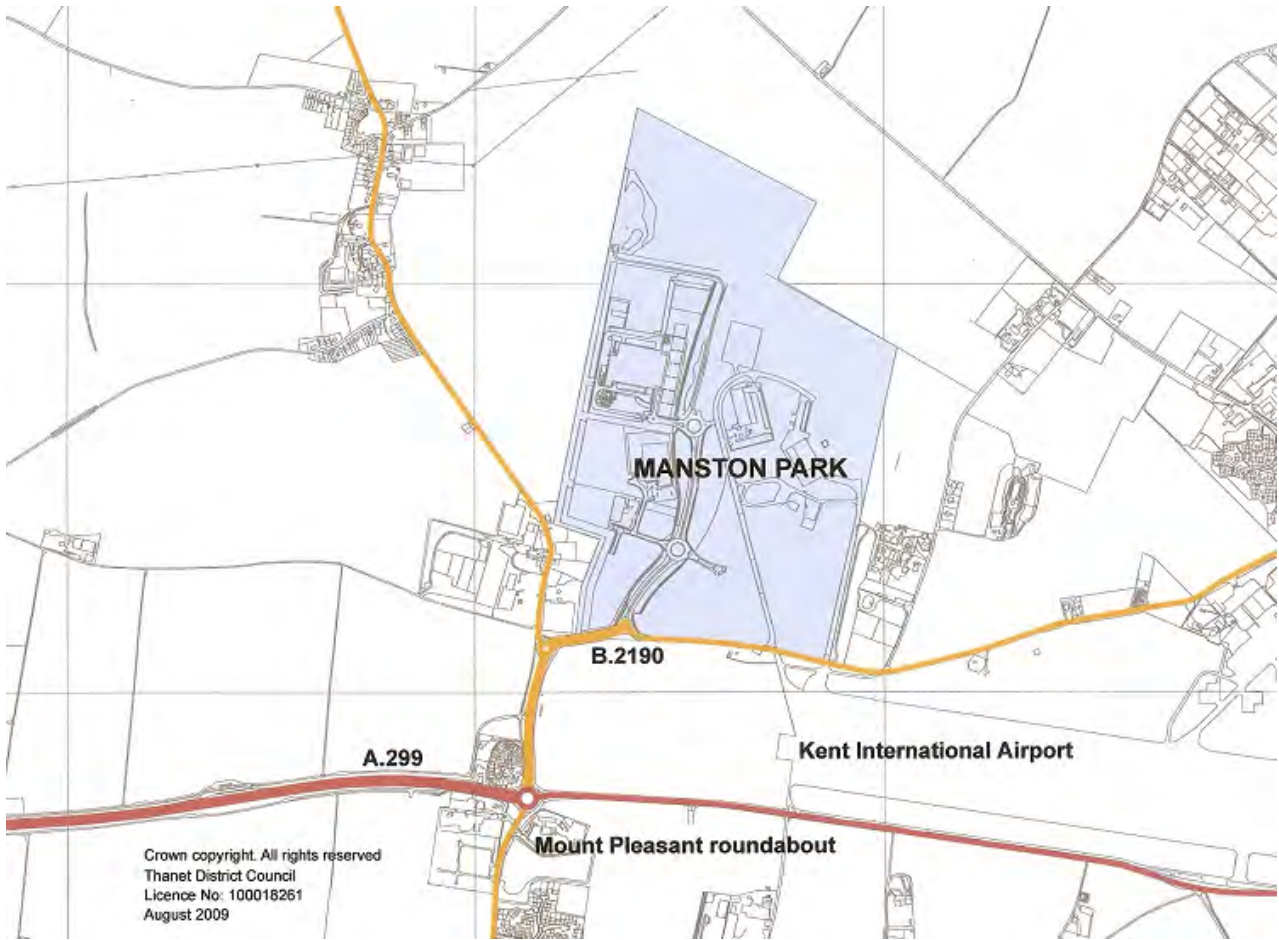 MANSTON PARK
B.2190
A.299
Kent International Airport
Mount Pleasant roundabout
Crown copyright. All rights reserved
Thanet District Council
Licence No: 100018261
August 2009